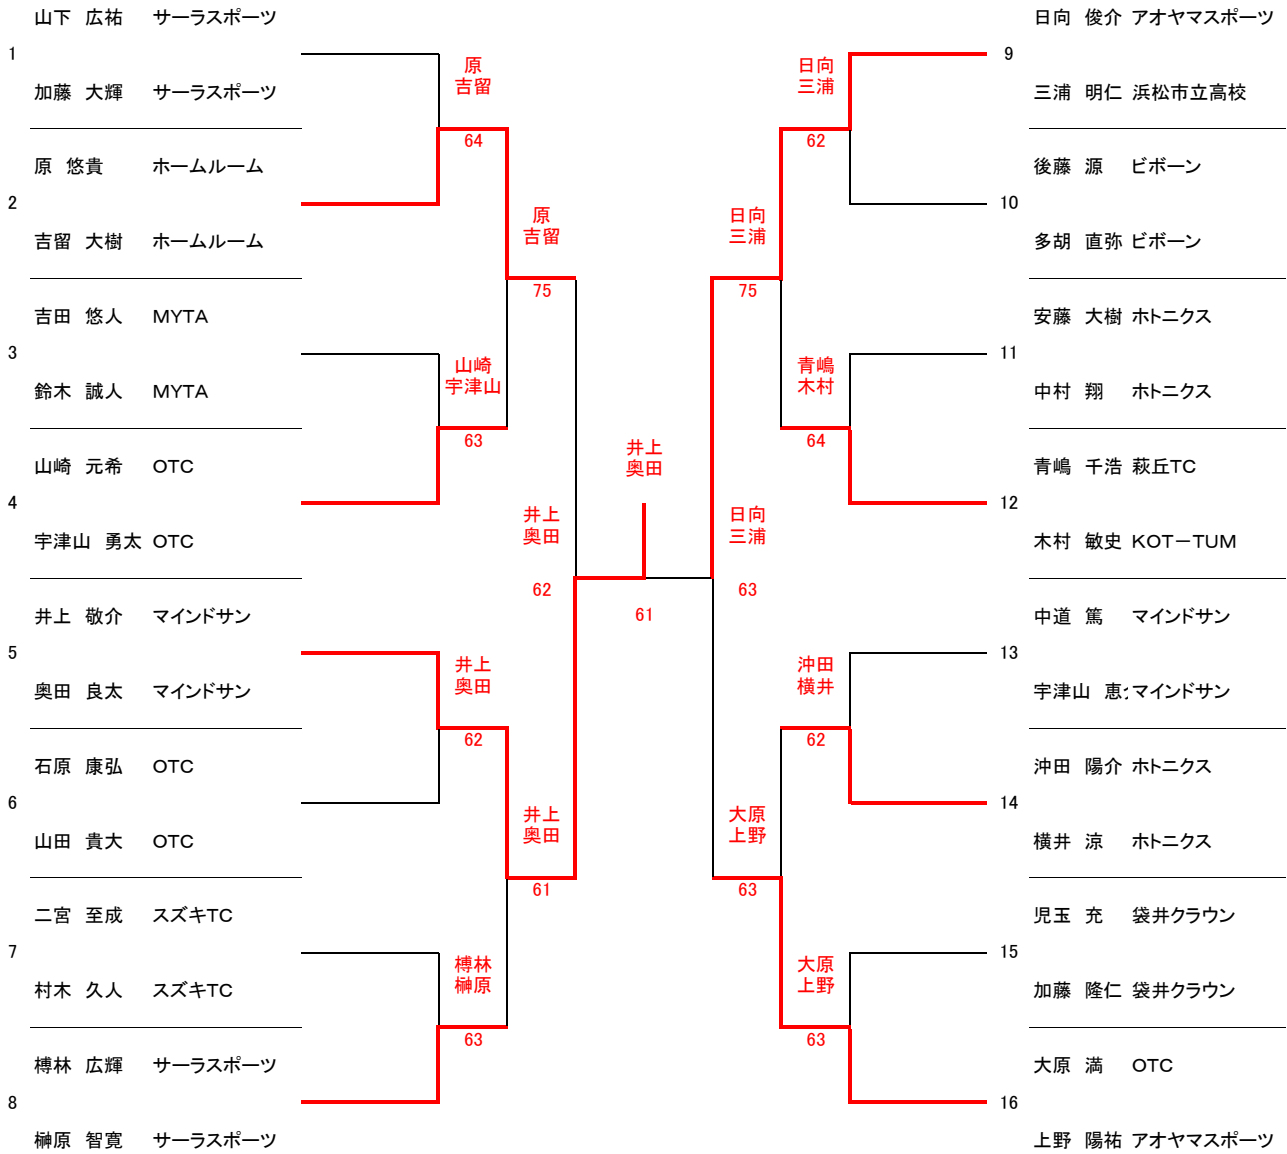 山下 広祐 サーラスポーツ
1
加藤 大輝 サーラスポーツ
原 悠貴 ホームルーム
2
吉留 大樹 ホームルーム
吉田 悠人 MYTA
3
鈴木 誠人 MYTA
山崎 元希 OTC
4
宇津山 勇太 OTC
井上 敬介 マインドサン
5
奥田 良太 マインドサン
石原 康弘 OTC
6
山田 貴大 OTC
二宮 至成 スズキTC
7
村木 久人 スズキTC
榑林 広輝 サーラスポーツ
8
榊原 智寛 サーラスポーツ
原
吉留
64
山崎
宇津山
63
井上
奥田
62
榑林
榊原
63
原
吉留
75
井上
奥田
61
井上
奥田
62
井上
奥田
61
日向
三浦
63
日向
三浦
75
大原
上野
63
日向
三浦
62
青嶋
木村
64
沖田
横井
62
大原
上野
63
日向 俊介 アオヤマスポーツ
9
三浦 明仁 浜松市立高校
後藤 源 ビボーン
10
多胡 直弥 ビボーン
安藤 大樹 ホトニクス
11
中村 翔 ホトニクス
青嶋 千浩 萩丘TC
12
木村 敏史 KOT－TUM
中道 篤 マインドサン
13
宇津山 恵 マインドサン
沖田 陽介 ホトニクス
14
横井 涼 ホトニクス
児玉 充 袋井クラウン
15
加藤 隆仁 袋井クラウン
大原 満 OTC
16
上野 陽祐 アオヤマスポーツ